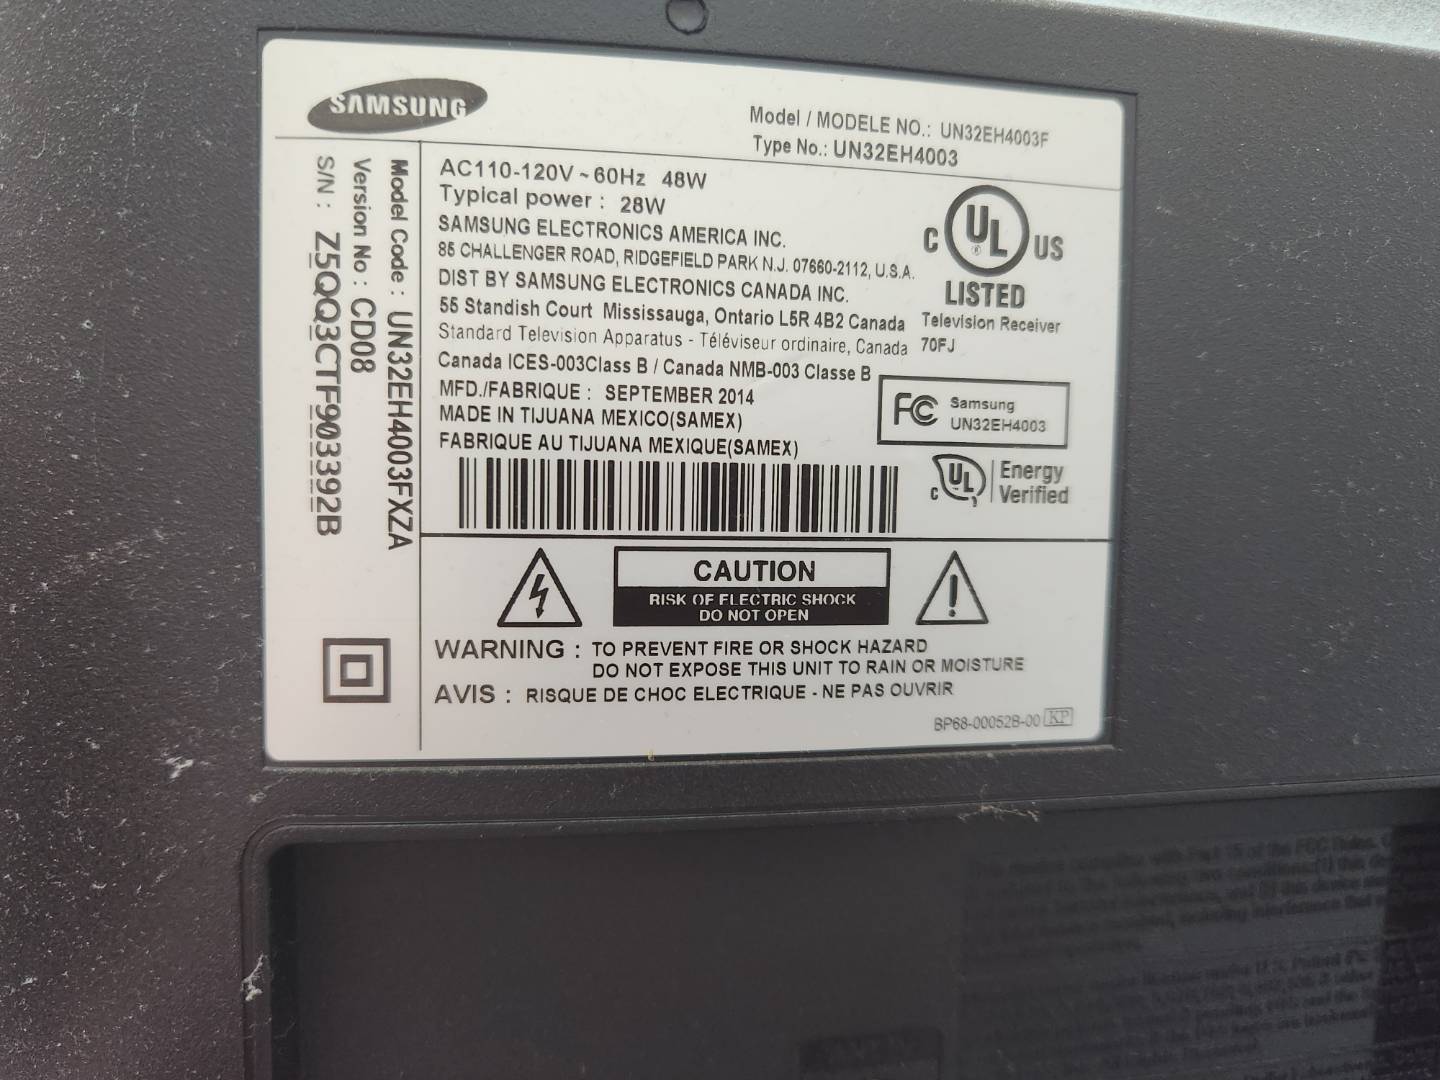 SAMSUNG
Model / MODELE NO.: UN32EH4003F
Type No.: UN32EH4003
Model Code : UN32EH4003FXZA
Version No : CD08
S/N : Z5QQ3CTF903392B
AC110-120V ~ 60Hz 48W
Typical power : 28W
SAMSUNG ELECTRONICS AMERICA INC.
85 CHALLENGER ROAD, RIDGEFIELD PARK N.J. 07660-2112, U.S.A.
DIST BY SAMSUNG ELECTRONICS CANADA INC.
55 Standish Court Mississauga, Ontario L5R 4B2 Canada
Standard Television Apparatus - Téléviseur ordinaire, Canada
Canada ICES-003Class B / Canada NMB-003 Classe B
MFD./FABRIQUE : SEPTEMBER 2014
MADE IN TIJUANA MEXICO(SAMEX)
FABRIQUE AU TIJUANA MEXIQUE(SAMEX)
C UL ® US
LISTED
Television Receiver
70FJ
FC Samsung
UN32EH4003
C UL Energy
Verified
CAUTION
RISK OF ELECTRIC SHOCK
DO NOT OPEN
WARNING : TO PREVENT FIRE OR SHOCK HAZARD
DO NOT EXPOSE THIS UNIT TO RAIN OR MOISTURE
AVIS : RISQUE DE CHOC ELECTRIQUE - NE PAS OUVRIR
BP68-00052B-00 KP